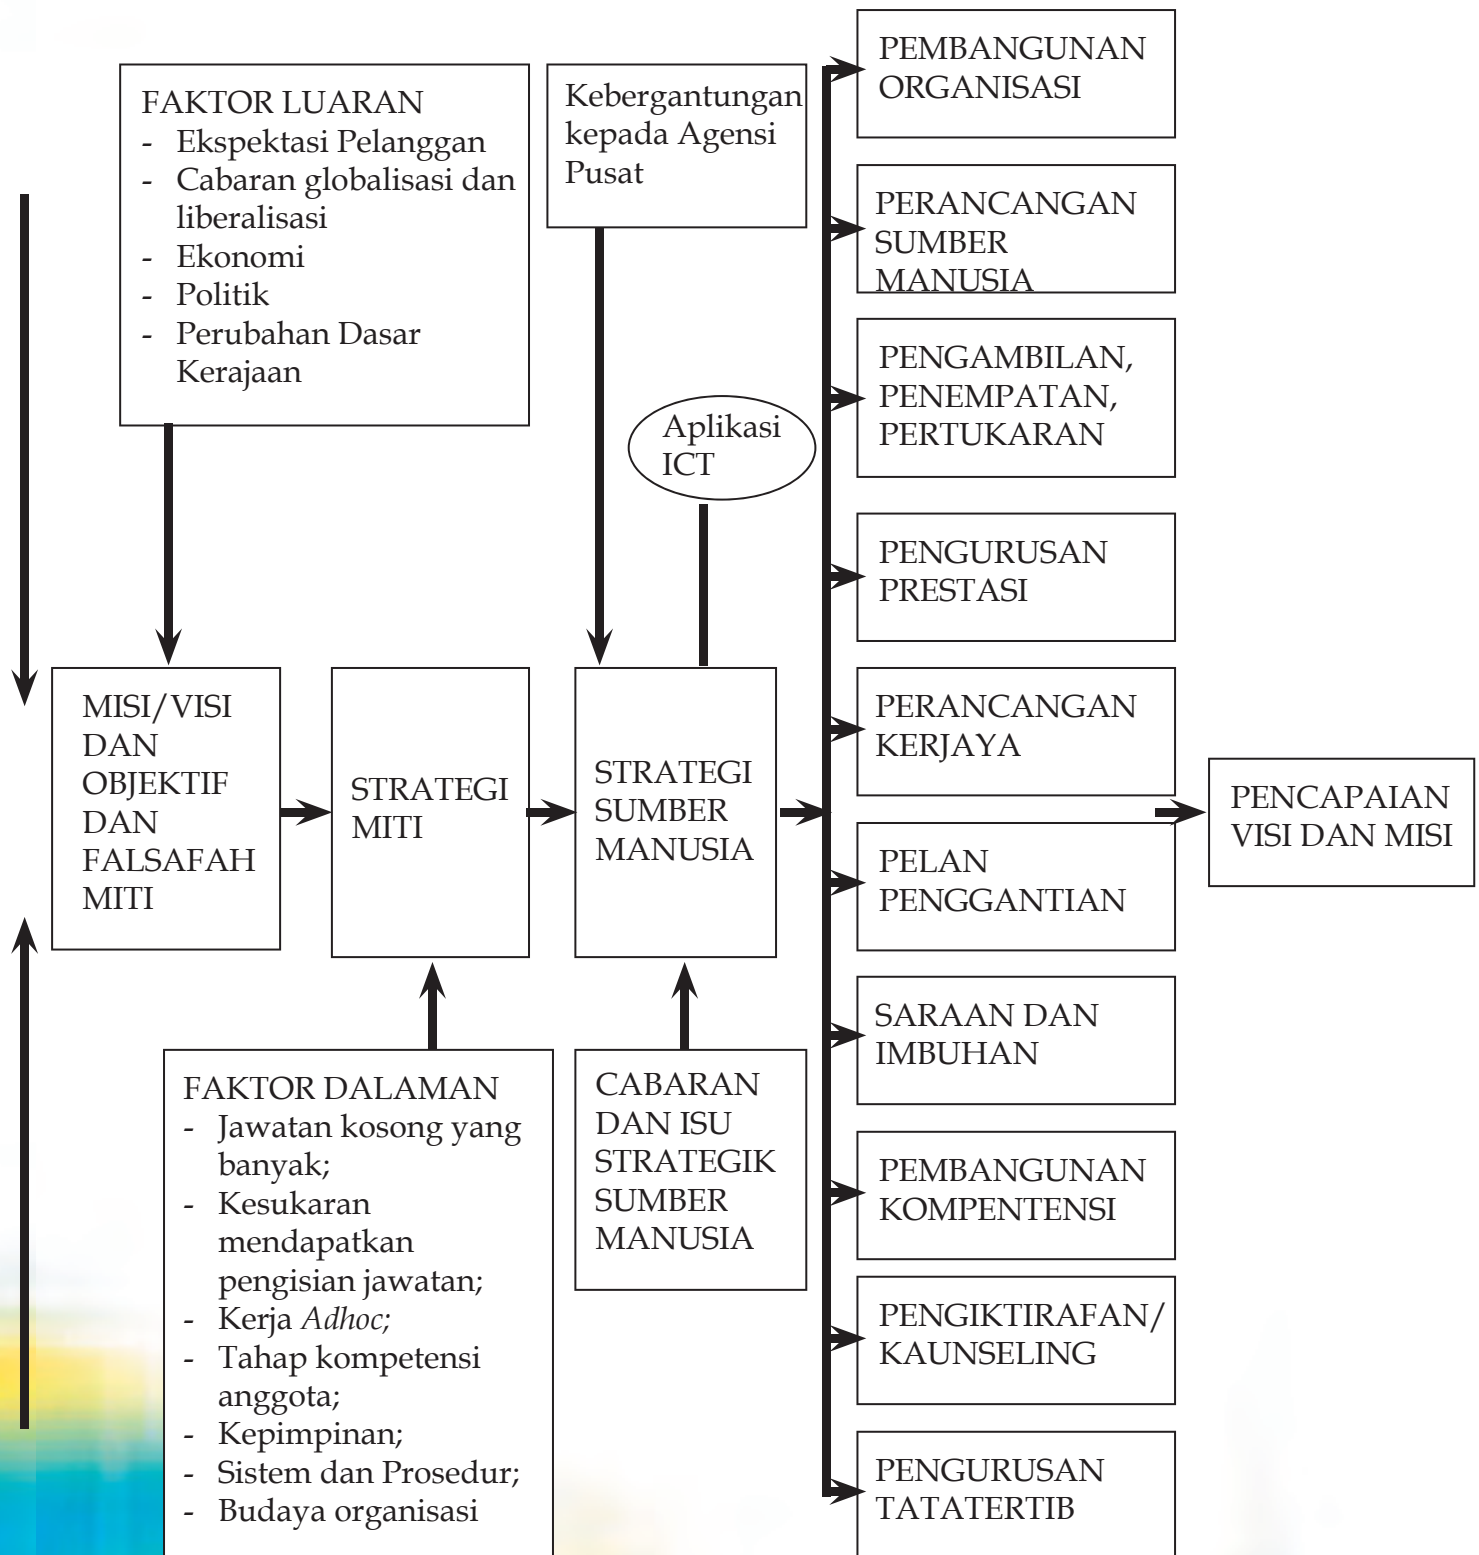 FAKTOR LUARAN
- Ekspektasi Pelanggan
- Cabaran globalisasi dan
liberalisasi
- Ekonomi
- Politik
- Perubahan Dasar
Kerajaan
Kebergantungan
kepada Agensi
Pusat
Aplikasi
ICT
MISI/VISI
DAN
OBJEKTIF
DAN
FALSAFAH
MITI
STRATEGI
MITI
STRATEGI
SUMBER
MANUSIA
FAKTOR DALAMAN
- Jawatan kosong yang
banyak;
- Kesukaran
mendapatkan
pengisian jawatan;
- Kerja Adhoc;
- Tahap kompetensi
anggota;
- Kepimpinan;
- Sistem dan Prosedur;
- Budaya organisasi
CABARAN
DAN ISU
STRATEGIK
SUMBER
MANUSIA
PEMBANGUNAN
ORGANISASI
PERANCANGAN
SUMBER
MANUSIA
PENGAMBILAN,
PENEMPATAN,
PERTUKARAN
PENGURUSAN
PRESTASI
PERANCANGAN
KERJAYA
PELAN
PENGGANTIAN
SARAAN DAN
IMBUHAN
PEMBANGUNAN
KOMPENTENSI
PENGIKTIRAFAN/
KAUNSELING
PENGURUSAN
TATATERTIB
PENCAPAIAN
VISI DAN MISI